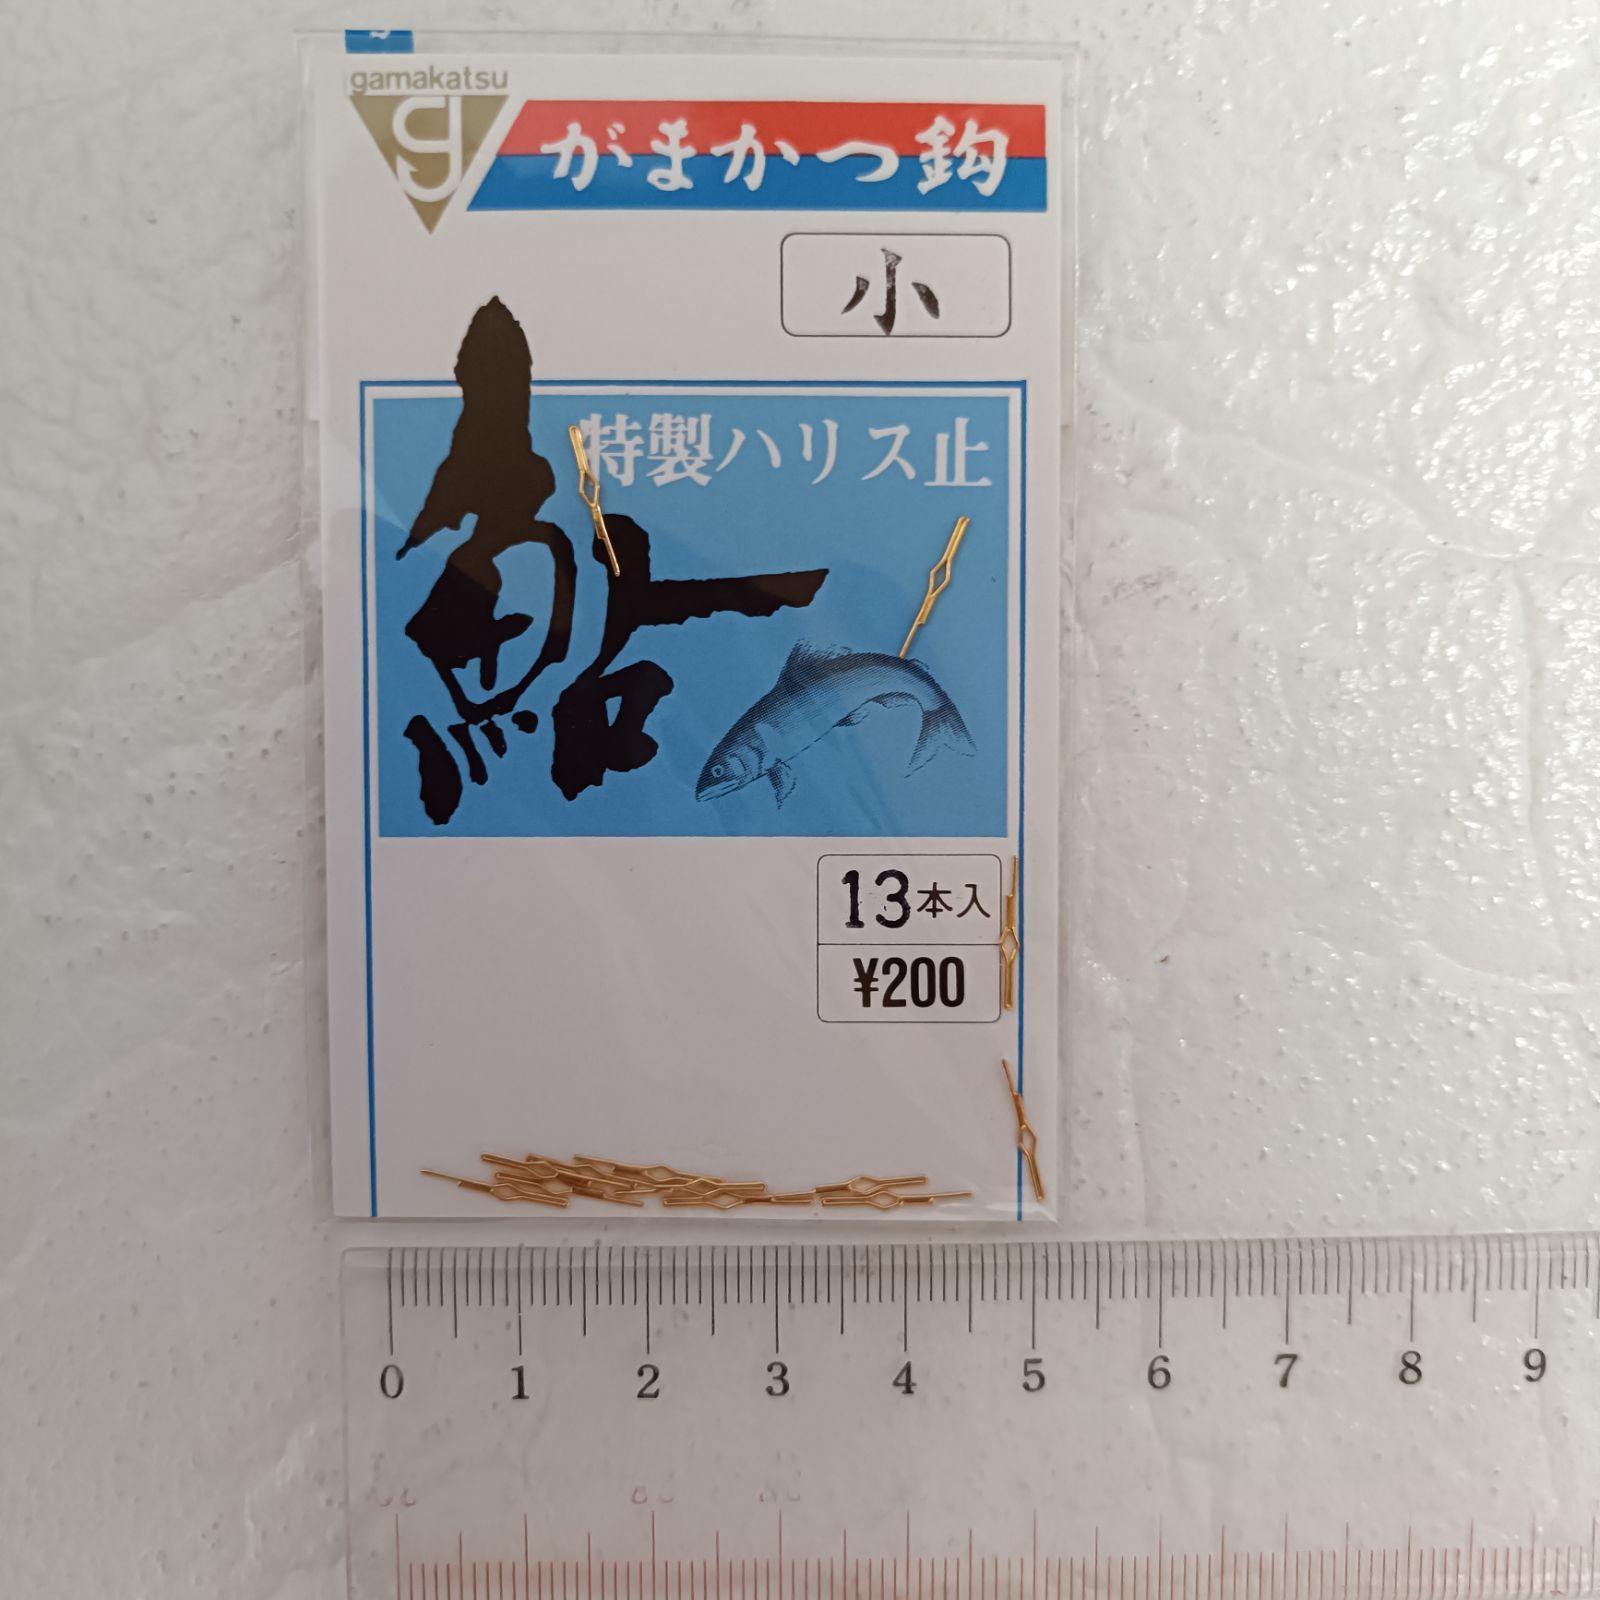 gamakatsu
がまかつ鈎
小
特製ハリス止
鮎
13本入
¥200
0 1 2 3 4 5 6 7 8 9